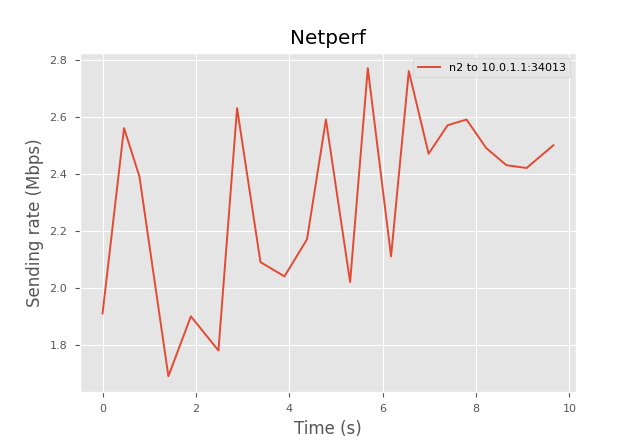 Netperf
n2 to 10.0.1.1:34013
Sending rate (Mbps)
2.8
2.6
2.4
2.2
2.0
1.8
0 2 4 6 8 10
Time (s)